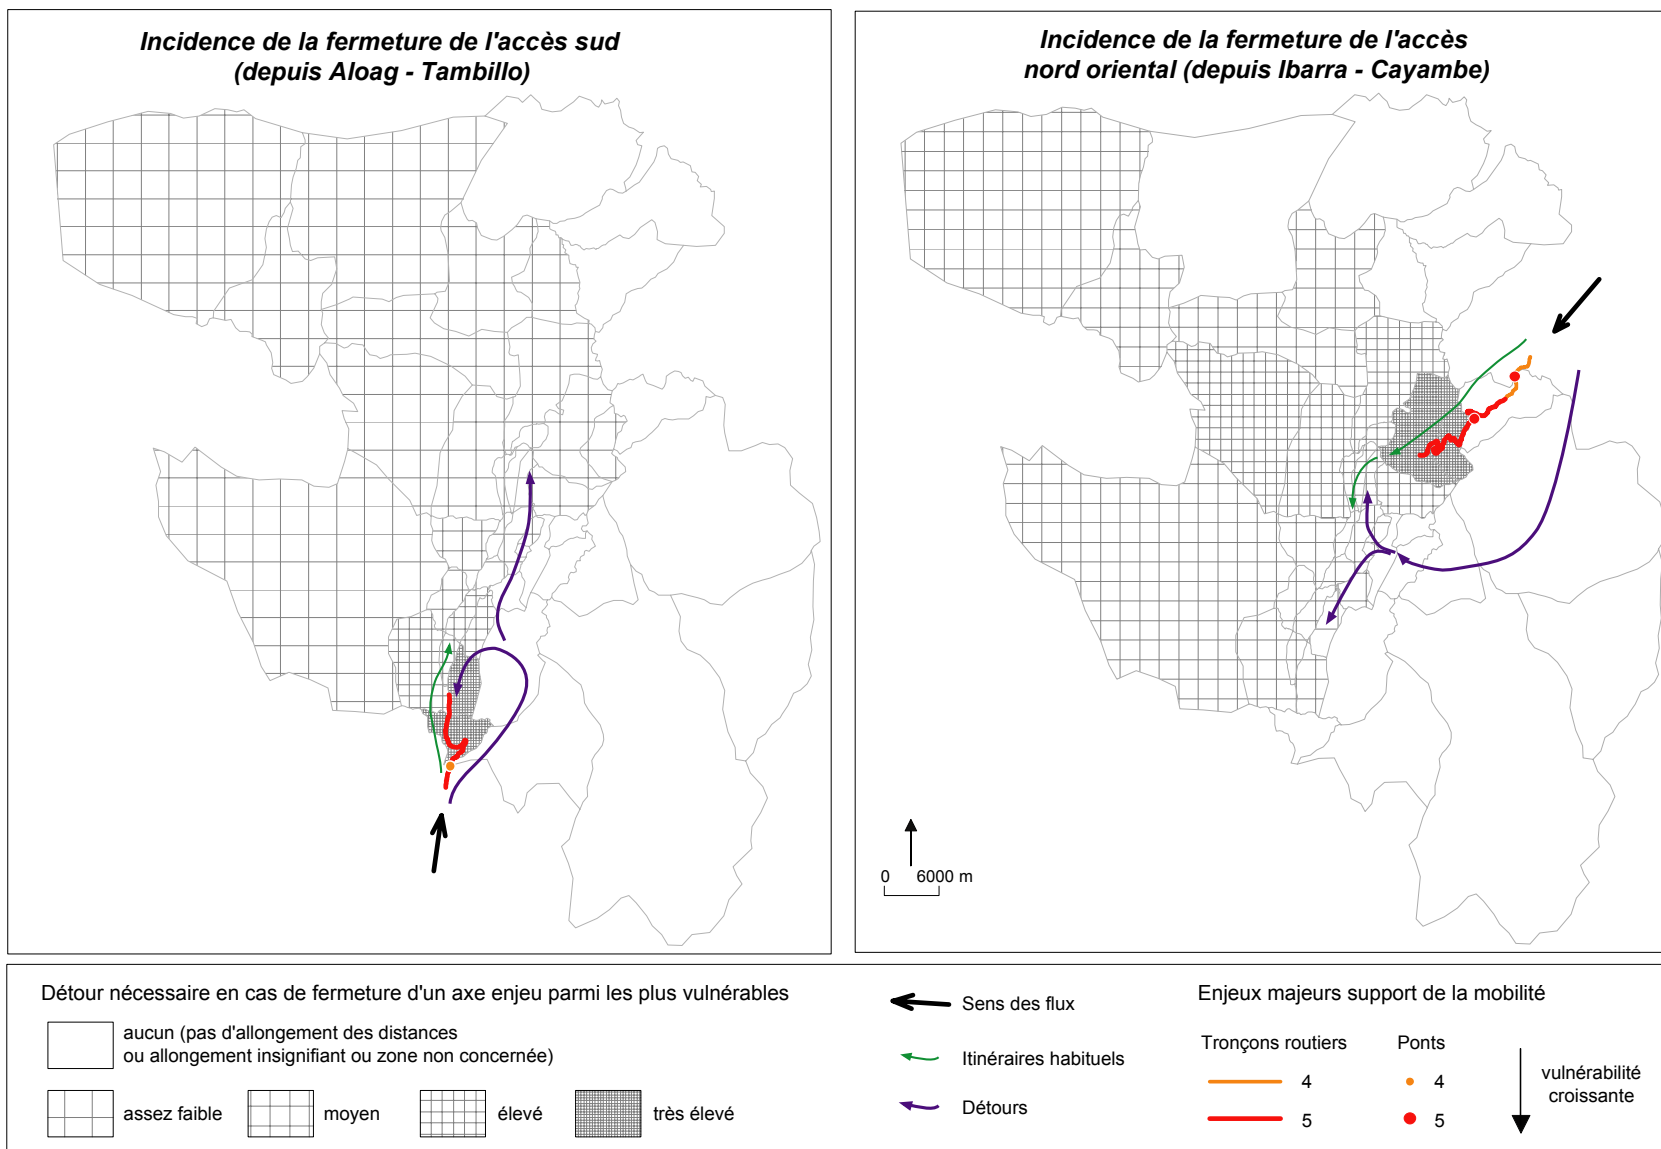 Incidence de la fermeture de l'accès sud
(depuis Aloag - Tambillo)
Incidence de la fermeture de l'accès
nord oriental (depuis Ibarra - Cayambe)
0 6000 m
Détour nécessaire en cas de fermeture d'un axe enjeu parmi les plus vulnérables
aucun (pas d'allongement des distances
ou allongement insignifiant ou zone non concernée)
assez faible
moyen
élevé
très élevé
Sens des flux
Itinéraires habituels
Détours
Enjeux majeurs support de la mobilité
Tronçons routiers
Ponts
4
4
5
5
vulnérabilité
croissante